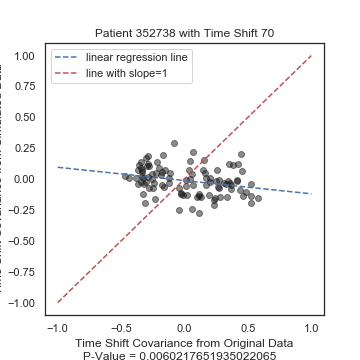 Patient 352738 with Time Shift 70
linear regression line
line with slope=1
1.00
0.75
0.50
0.25
0.00
−0.25
−0.50
−0.75
−1.00
−1.0
−0.5
0.0
0.5
1.0
Time Shift Covariance from Original Data
P-Value = 0.0060217651935022065